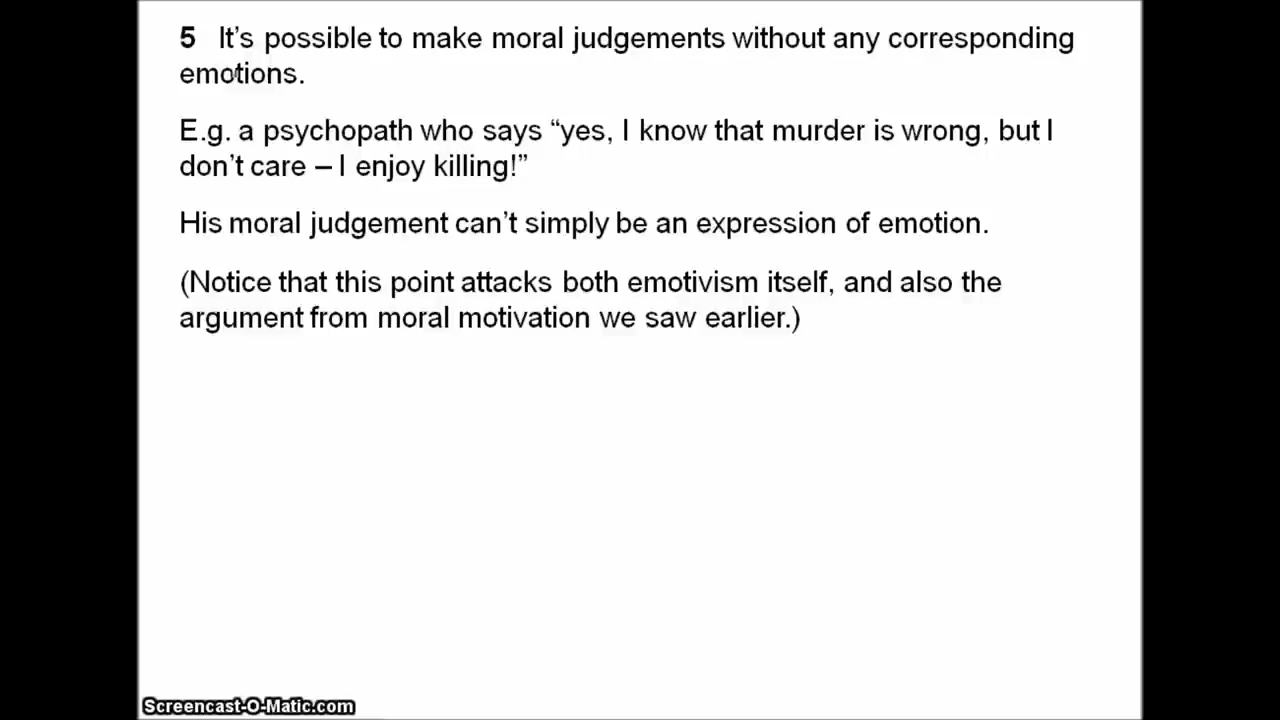 5 It’s possible to make moral judgements without any corresponding
emotions.
E.g. a psychopath who says “yes, I know that murder is wrong, but I
don’t care – I enjoy killing!”
His moral judgement can’t simply be an expression of emotion.
(Notice that this point attacks both emotivism itself, and also the
argument from moral motivation we saw earlier.)
Screencast-O-Matic.com